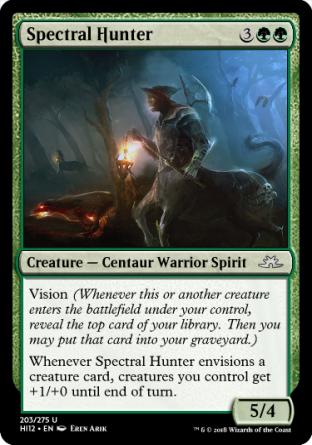 Spectral Hunter 3
Creature — Centaur Warrior Spirit
Vision (Whenever this or another creature
enters the battlefield under your control,
reveal the top card of your library. Then you
may put that card into your graveyard.)
Whenever Spectral Hunter envisions a
creature card, creatures you control get
+1/+0 until end of turn.
5/4
203/275 U
HI12 • EN Eren Arik
™ & © 2018 Wizards of the Coast